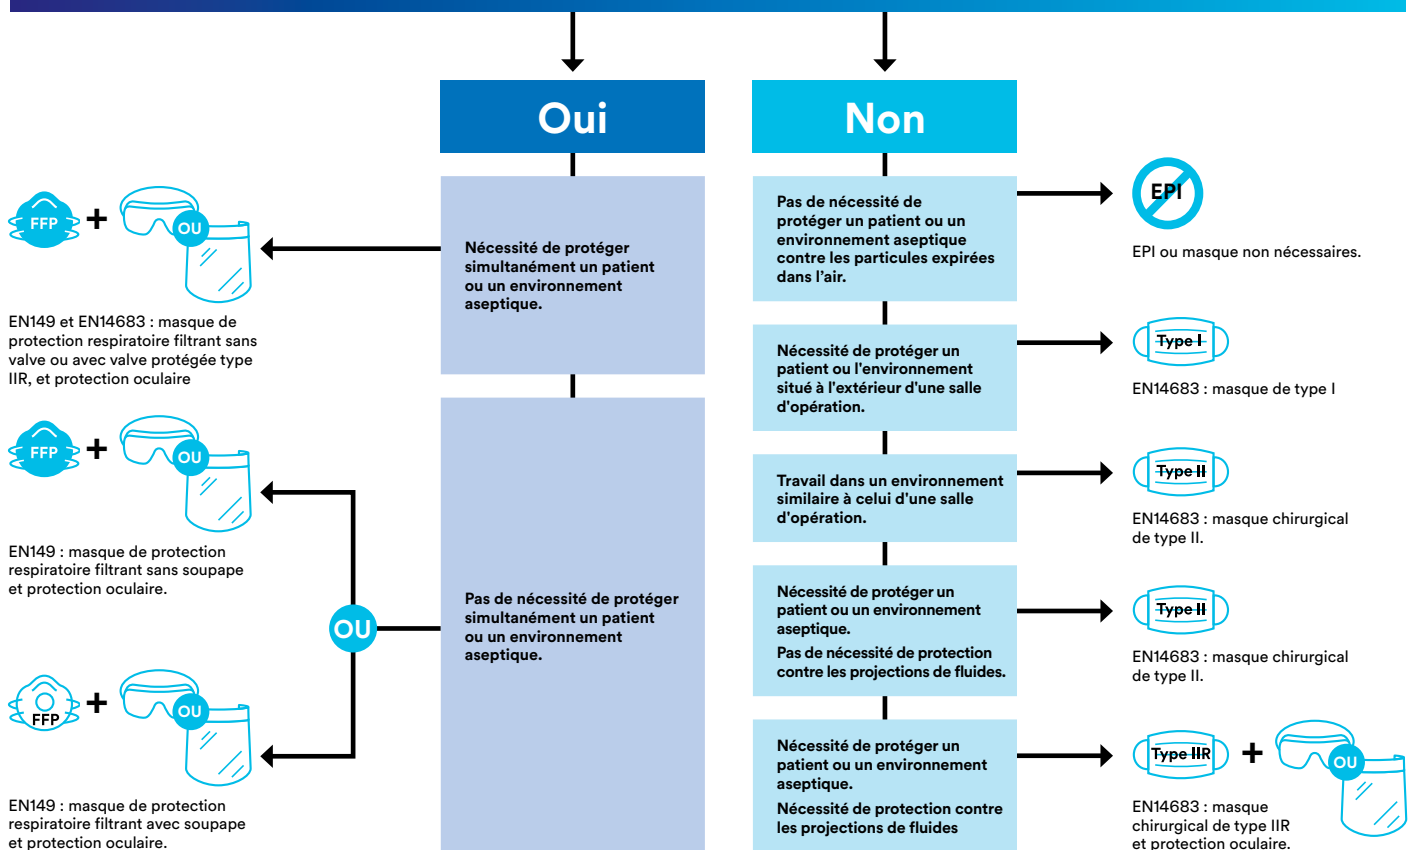 Oui
Non
FFP
+
OU
EN149 et EN14683 : masque de
protection respiratoire filtrant sans
valve ou avec valve protégée type
IIR, et protection oculaire
FFP
+
OU
EN149 : masque de protection
respiratoire filtrant sans soupape
et protection oculaire.
OU
FFP
+
OU
EN149 : masque de protection
respiratoire filtrant avec soupape
et protection oculaire.
Nécessité de protéger
simultanément un patient
ou un environnement
aseptique.
Pas de nécessité de protéger
simultanément un patient
ou un environnement
aseptique.
Pas de nécessité de
protéger un patient ou un
environnement aseptique
contre les particules expirées
dans l’air.
EPI
EPI ou masque non nécessaires.
Nécessité de protéger un
patient ou l'environnement
situé à l'extérieur d'une salle
d'opération.
Type I
EN14683 : masque de type I
Travail dans un environnement
similaire à celui d'une salle
d'opération.
Type II
EN14683 : masque chirurgical
de type II.
Nécessité de protéger un
patient ou un environnement
aseptique.
Pas de nécessité de protection
contre les projections de fluides.
Type II
EN14683 : masque chirurgical
de type II.
Nécessité de protéger un
patient ou un environnement
aseptique.
Nécessité de protection contre
les projections de fluides
Type IIR
+
OU
EN14683 : masque
chirurgical de type IIR
et protection oculaire.